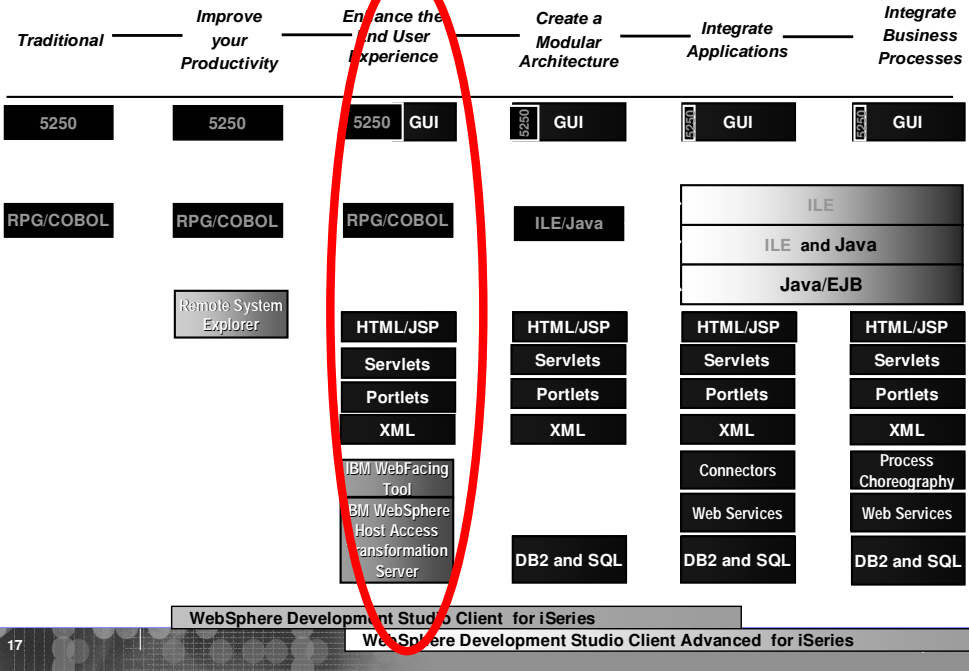 Traditional
Improve
your
Productivity
Enhance the
End User
Experience
Create a
Modular
Architecture
Integrate
Applications
Integrate
Business
Processes
5250
5250
5250 GUI
5250 GUI
5250 GUI
5250 GUI
RPG/COBOL
RPG/COBOL
RPG/COBOL
ILE/Java
ILE
ILE and Java
Java/EJB
Remote System
Explorer
HTML/JSP
HTML/JSP
HTML/JSP
HTML/JSP
Servlets
Servlets
Servlets
Servlets
Portlets
Portlets
Portlets
Portlets
XML
XML
XML
XML
IBM WebFacing
Tool
IBM WebSphere
Host Access
Transformation
Server
Connectors
Process
Choreography
Web Services
Web Services
DB2 and SQL
DB2 and SQL
DB2 and SQL
WebSphere Development Studio Client for iSeries
WebSphere Development Studio Client Advanced for iSeries
17